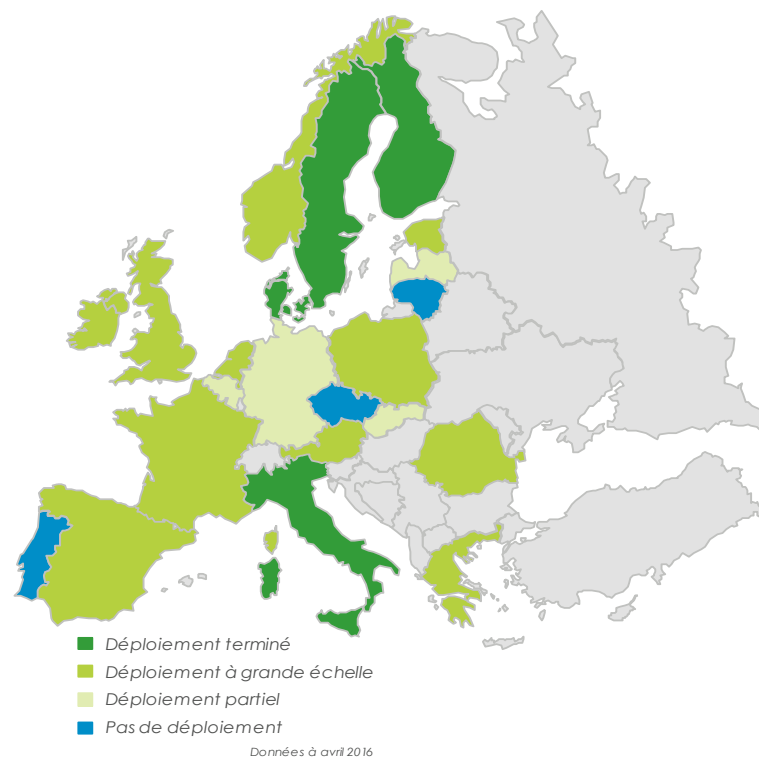 Déploiement terminé
Déploiement à grande échelle
Déploiement partiel
Pas de déploiement
Données à avril 2016